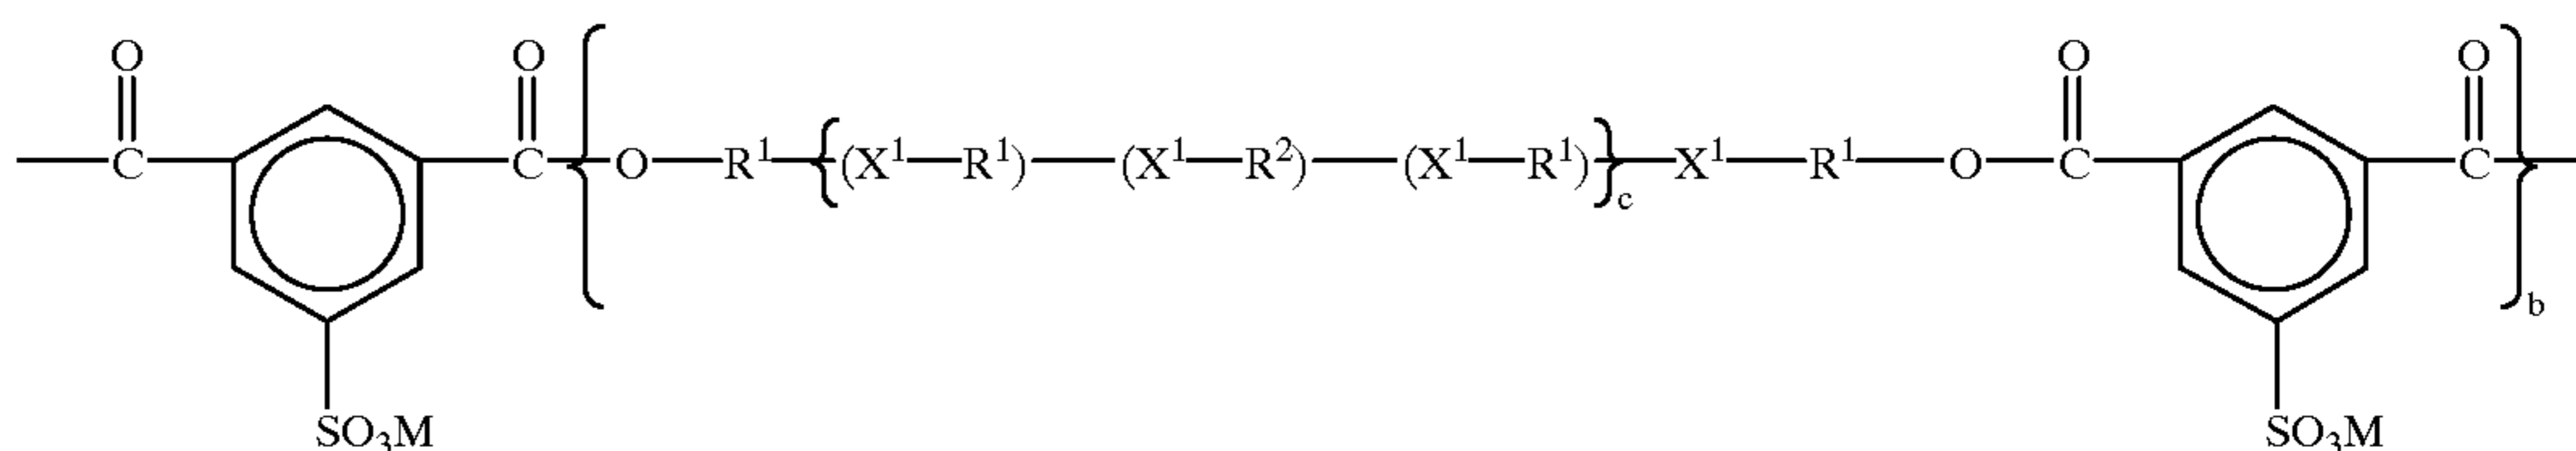 O O O O
C C O R¹ (X¹ R¹) (X¹ R²) (X¹ R¹) c X¹ R¹ O C C b
SO₃M SO₃M